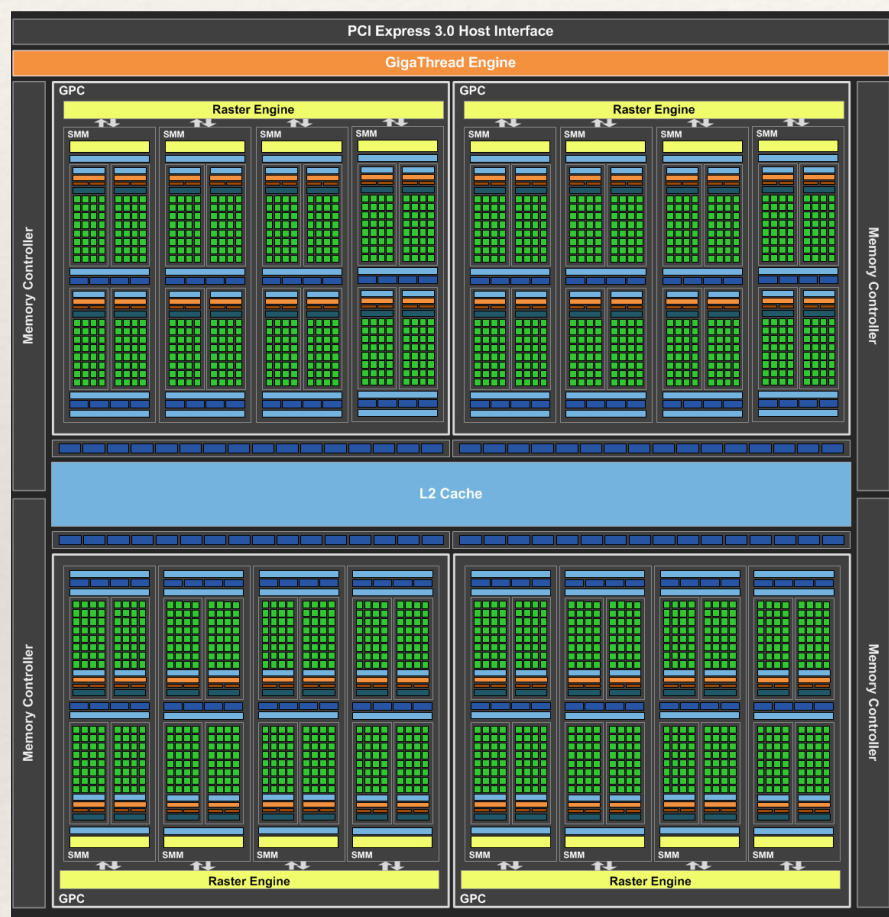 PCI Express 3.0 Host Interface
GigaThread Engine
GPC
Raster Engine
SMM
SMM
SMM
SMM
GPC
Raster Engine
SMM
SMM
SMM
SMM
Memory Controller
Memory Controller
L2 Cache
Memory Controller
Memory Controller
SMM
SMM
SMM
SMM
Raster Engine
GPC
SMM
SMM
SMM
SMM
Raster Engine
GPC